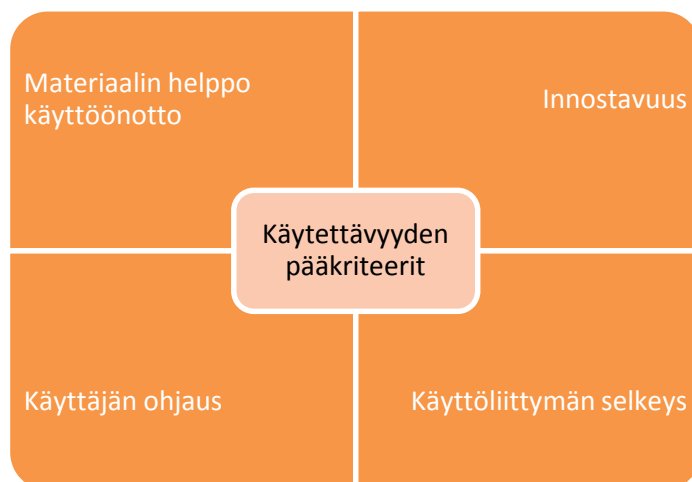 Materiaalin helppo
käyttöönotto
Innostavuus
Käytettävyyden
pääkriteerit
Käyttäjän ohjaus
Käyttöliittymän selkeys